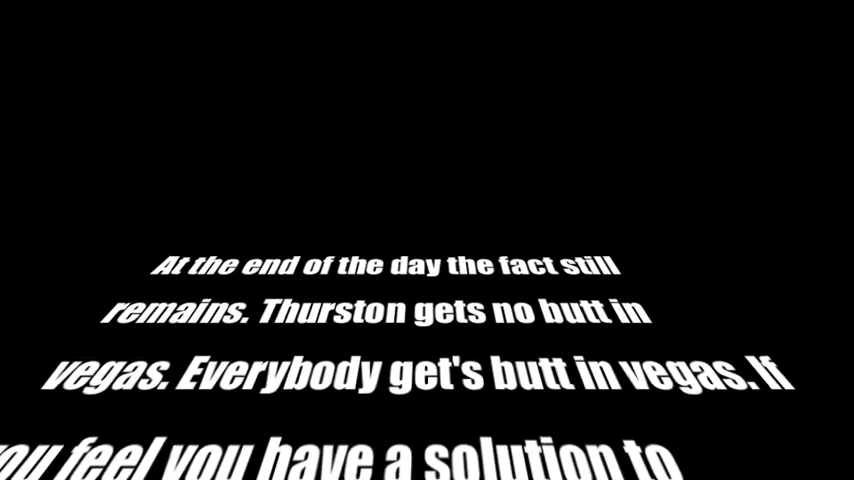 At the end of the day the fact still
remains. Thurston gets no butt in
vegas. Everybody get's butt in vegas. If
you feel you have a solution to